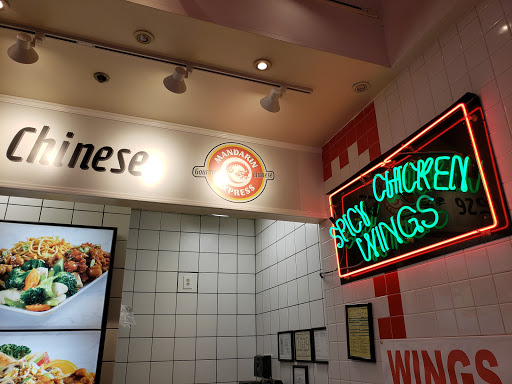 Chinese
MANDARIN
EXPRESS
SPICY CHICKEN
WINGS
WINGS